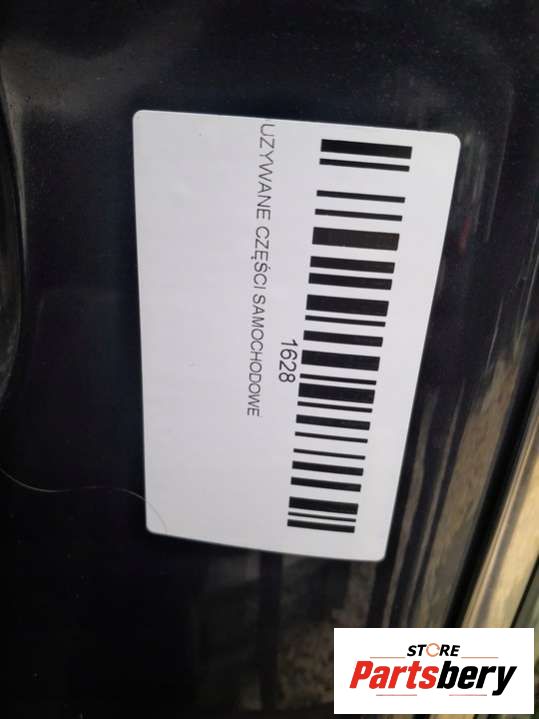 1628
UZYWANE CZĘŚCI SAMOCHODOWE
STORE
Partsbery